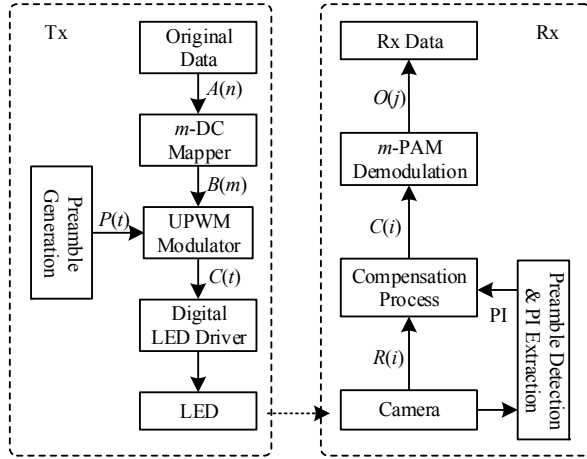 Tx
Original
Data
A(n)
m-DC
Mapper
B(m)
Preamble
Generation
P(t)
UPWM
Modulator
C(t)
Digital
LED Driver
LED
Rx
Rx Data
O(j)
m-PAM
Demodulation
C(i)
Compensation
Process
PI
Preamble Detection
& PI Extraction
R(i)
Camera